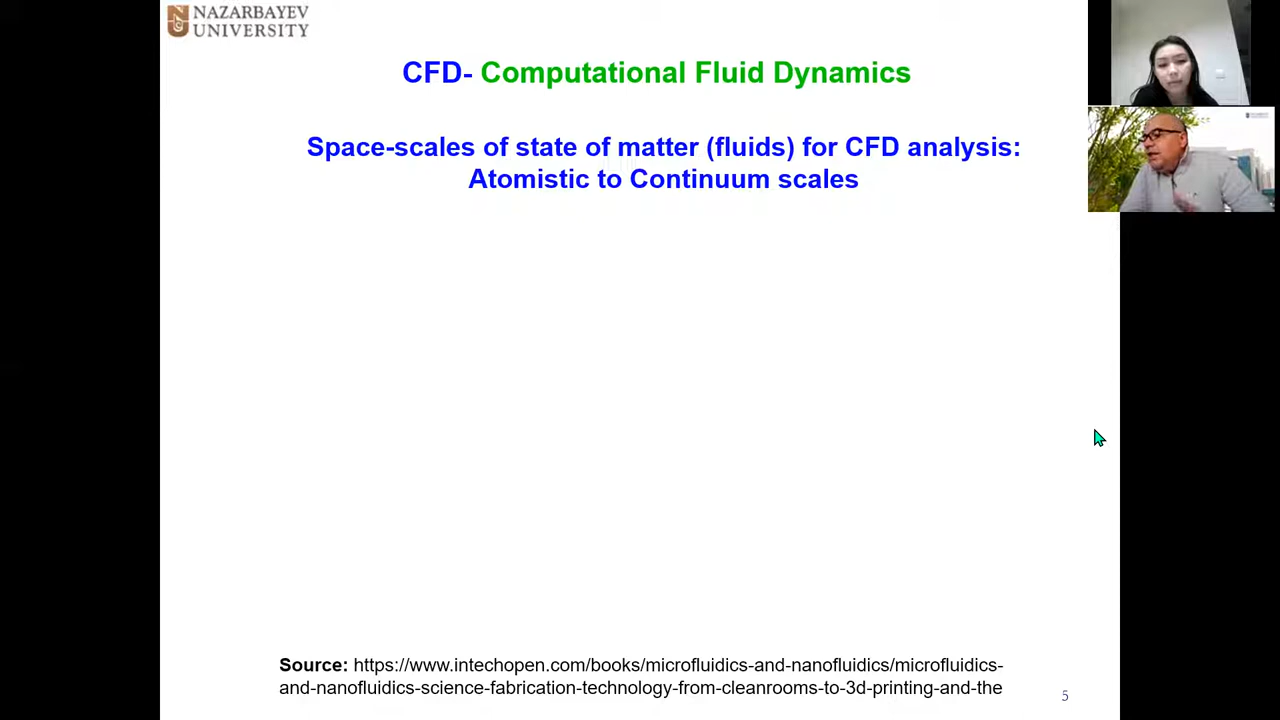 NAZARBAYEV
UNIVERSITY
CFD- Computational Fluid Dynamics
Space-scales of state of matter (fluids) for CFD analysis:
Atomistic to Continuum scales
Source: https://www.intechopen.com/books/microfluidics-and-nanofluidics/microfluidics-
and-nanofluidics-science-fabrication-technology-from-cleanrooms-to-3d-printing-and-the
5